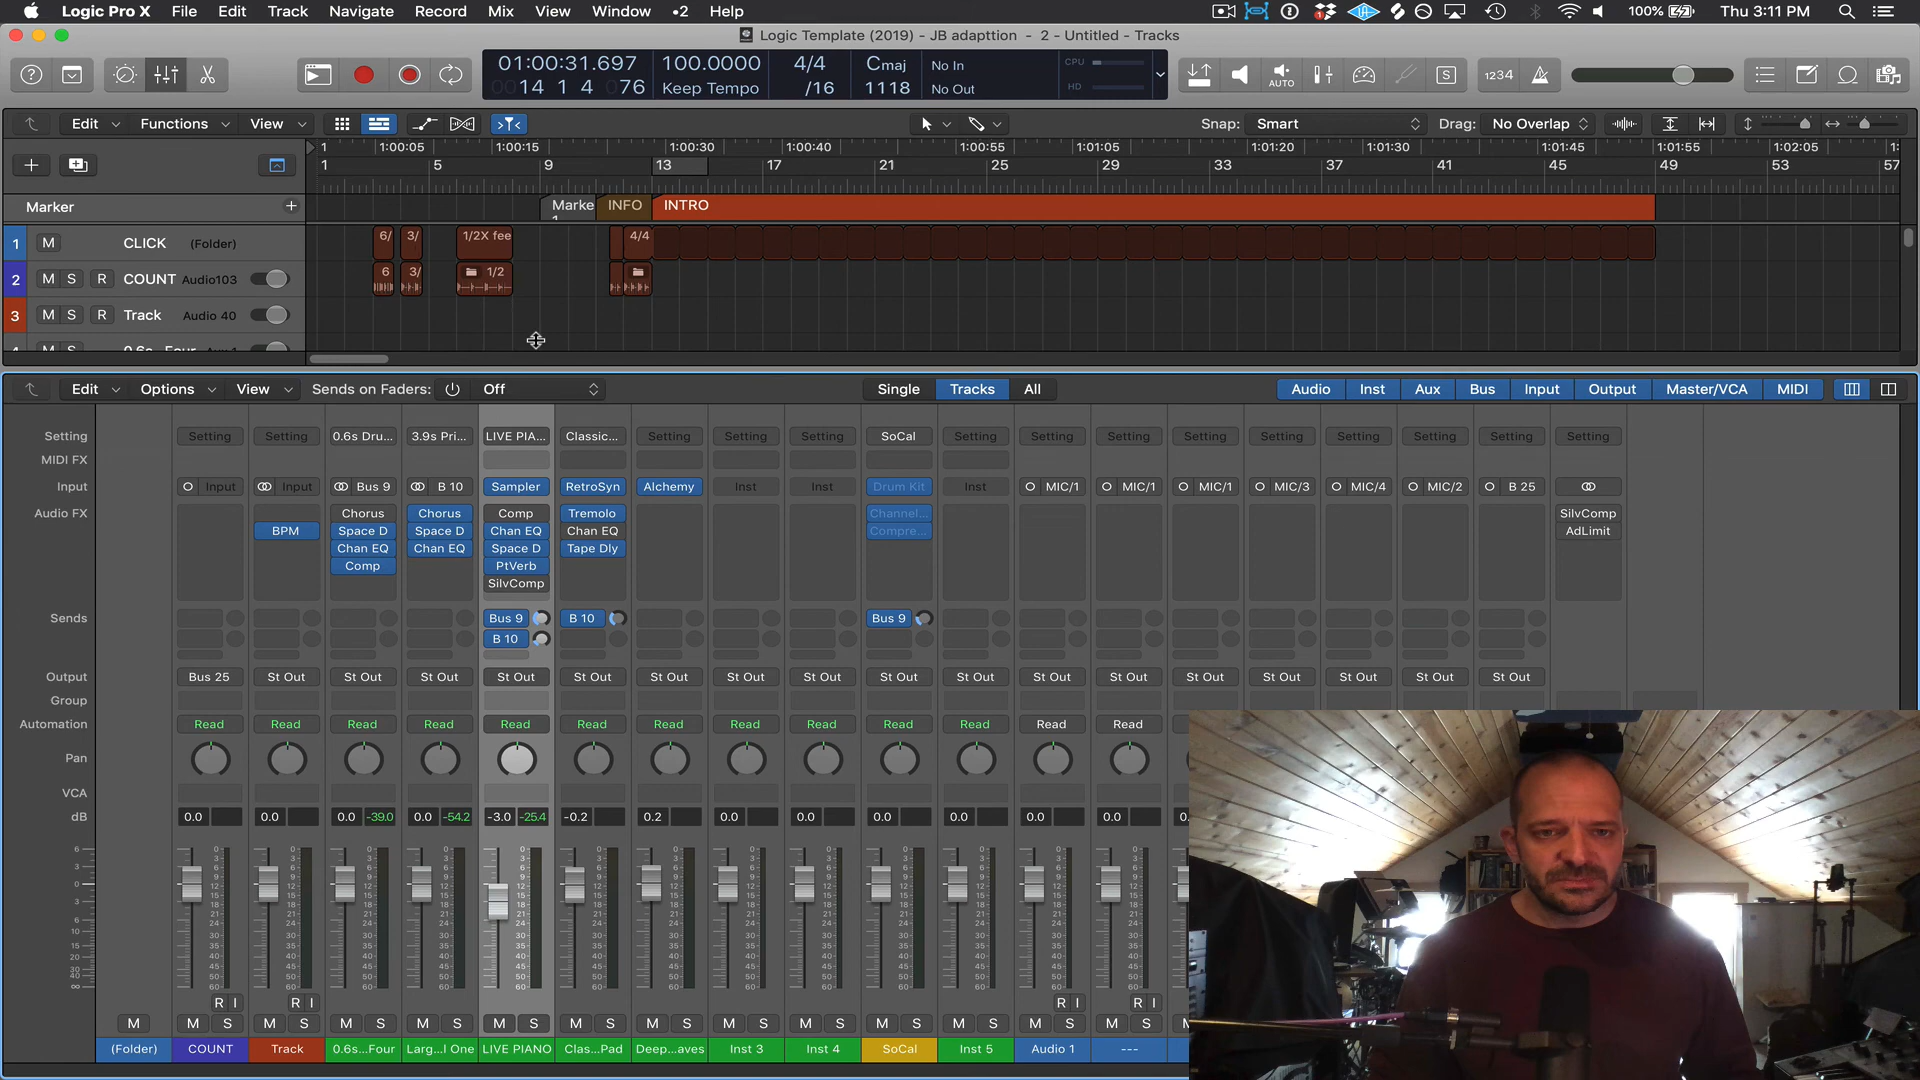 Logic Pro X File Edit Track Navigate Record Mix View Window •2 Help 100% Thu 3:11 PM
Logic Template (2019) - JB adapttion - 2 - Untitled - Tracks
01:00:31.697 100.0000 4/4 Cmaj No In CPU
0014 1 4 076 Keep Tempo /16 1118 No Out HD
AUTO S 1234
Edit Functions View Snap: Smart Drag: No Overlap
1 1:00:05 1:00:15 1:00:30 1:00:40 1:00:55 1:01:05 1:01:20 1:01:30 1:01:45 1:01:55 1:02:05
1 5 9 13 17 21 25 29 33 37 41 45 49 53 57
Marker + Marke INFO INTRO
1 M CLICK (Folder) 6/ 3/ 1/2X fee 4/4
2 M S R COUNT Audio103 6 3/ 1/2
3 M S R Track Audio 40
Edit Options View Sends on Faders: Off Single Tracks All Audio Inst Aux Bus Input Output Master/VCA MIDI
Setting Setting Setting 0.6s Dru... 3.9s Pri... LIVE PIA... Classic... Setting Setting Setting SoCal Setting Setting Setting Setting Setting Setting Setting Setting Setting
MIDI FX
Input Input Input Bus 9 B 10 Sampler RetroSyn Alchemy Inst Inst Drum Kit Inst MIC/1 MIC/1 MIC/1 MIC/3 MIC/4 MIC/2 B 25
Audio FX Chorus Chorus Comp Tremolo Channel... SilvComp
BPM Space D Space D Chan EQ Chan EQ Compre... AdLimit
Chan EQ Chan EQ Space D Tape Dly
Comp PtVerb
SilvComp
Sends Bus 9 B 10 Bus 9
B 10
Output Bus 25 St Out St Out St Out St Out St Out St Out St Out St Out St Out St Out St Out St Out St Out St Out St Out St Out St Out
Group
Automation Read Read Read Read Read Read Read Read Read Read Read Read Read
Pan
VCA
dB 0.0 0.0 0.0 -39.0 0.0 -54.2 -3.0 -25.4 -0.2 0.2 0.0 0.0 0.0 0.0 0.0 0.0
R I R I R I R I
M M S M S M S M S M S M S M S M S M S M S M S M S M S
(Folder) COUNT Track 0.6s...Four Larg...l One LIVE PIANO Clas...Pad Deep...aves Inst 3 Inst 4 SoCal Inst 5 Audio 1 ---